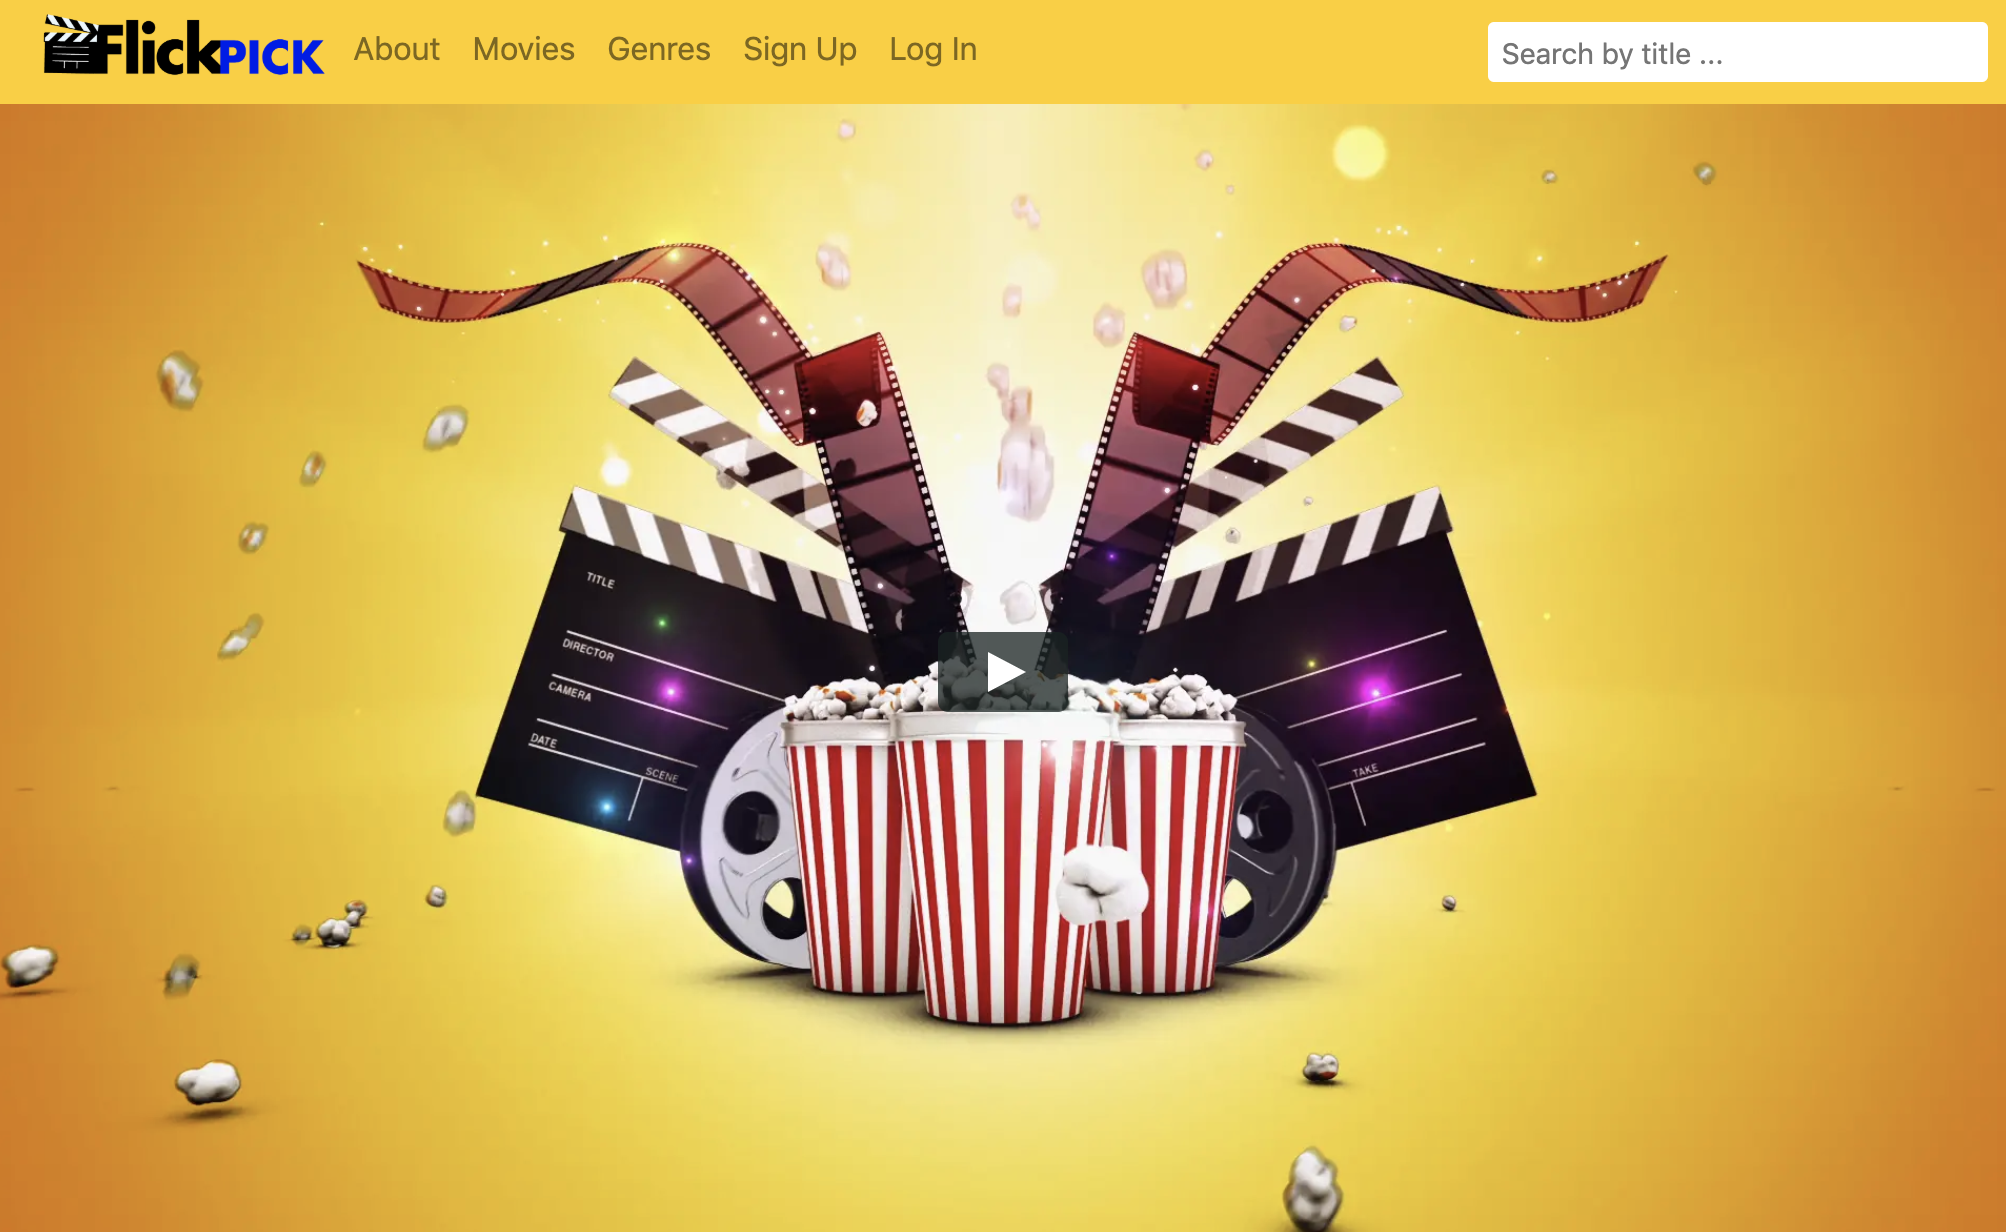 FlickPICK About Movies Genres Sign Up Log In Search by title ...
TITLE
DIRECTOR
CAMERA
DATE
SCENE
TAKE